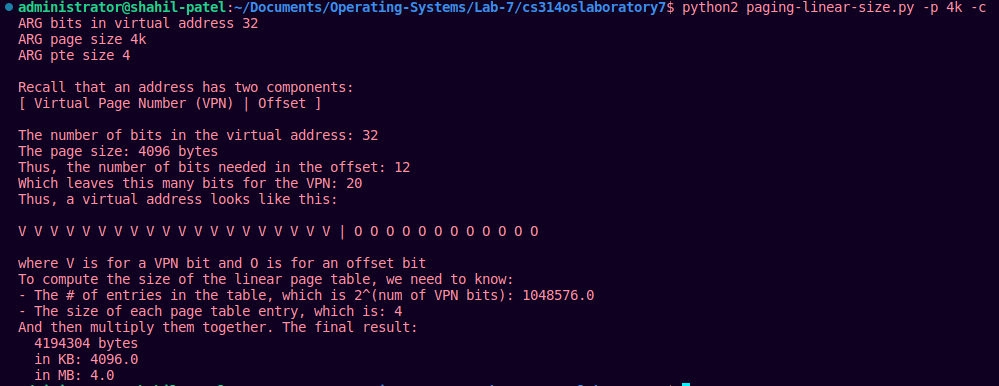 administrator@shahil-patel:~/Documents/Operating-Systems/Lab-7/cs314oslaboratory7$ python2 paging-linear-size.py -p 4k -c
ARG bits in virtual address 32
ARG page size 4k
ARG pte size 4
Recall that an address has two components:
[ Virtual Page Number (VPN) | Offset ]
The number of bits in the virtual address: 32
The page size: 4096 bytes
Thus, the number of bits needed in the offset: 12
Which leaves this many bits for the VPN: 20
Thus, a virtual address looks like this:
V V V V V V V V V V V V V V V V V V V V | O O O O O O O O O O O O
where V is for a VPN bit and O is for an offset bit
To compute the size of the linear page table, we need to know:
- The # of entries in the table, which is 2^(num of VPN bits): 1048576.0
- The size of each page table entry, which is: 4
And then multiply them together. The final result:
  4194304 bytes
  in KB: 4096.0
  in MB: 4.0